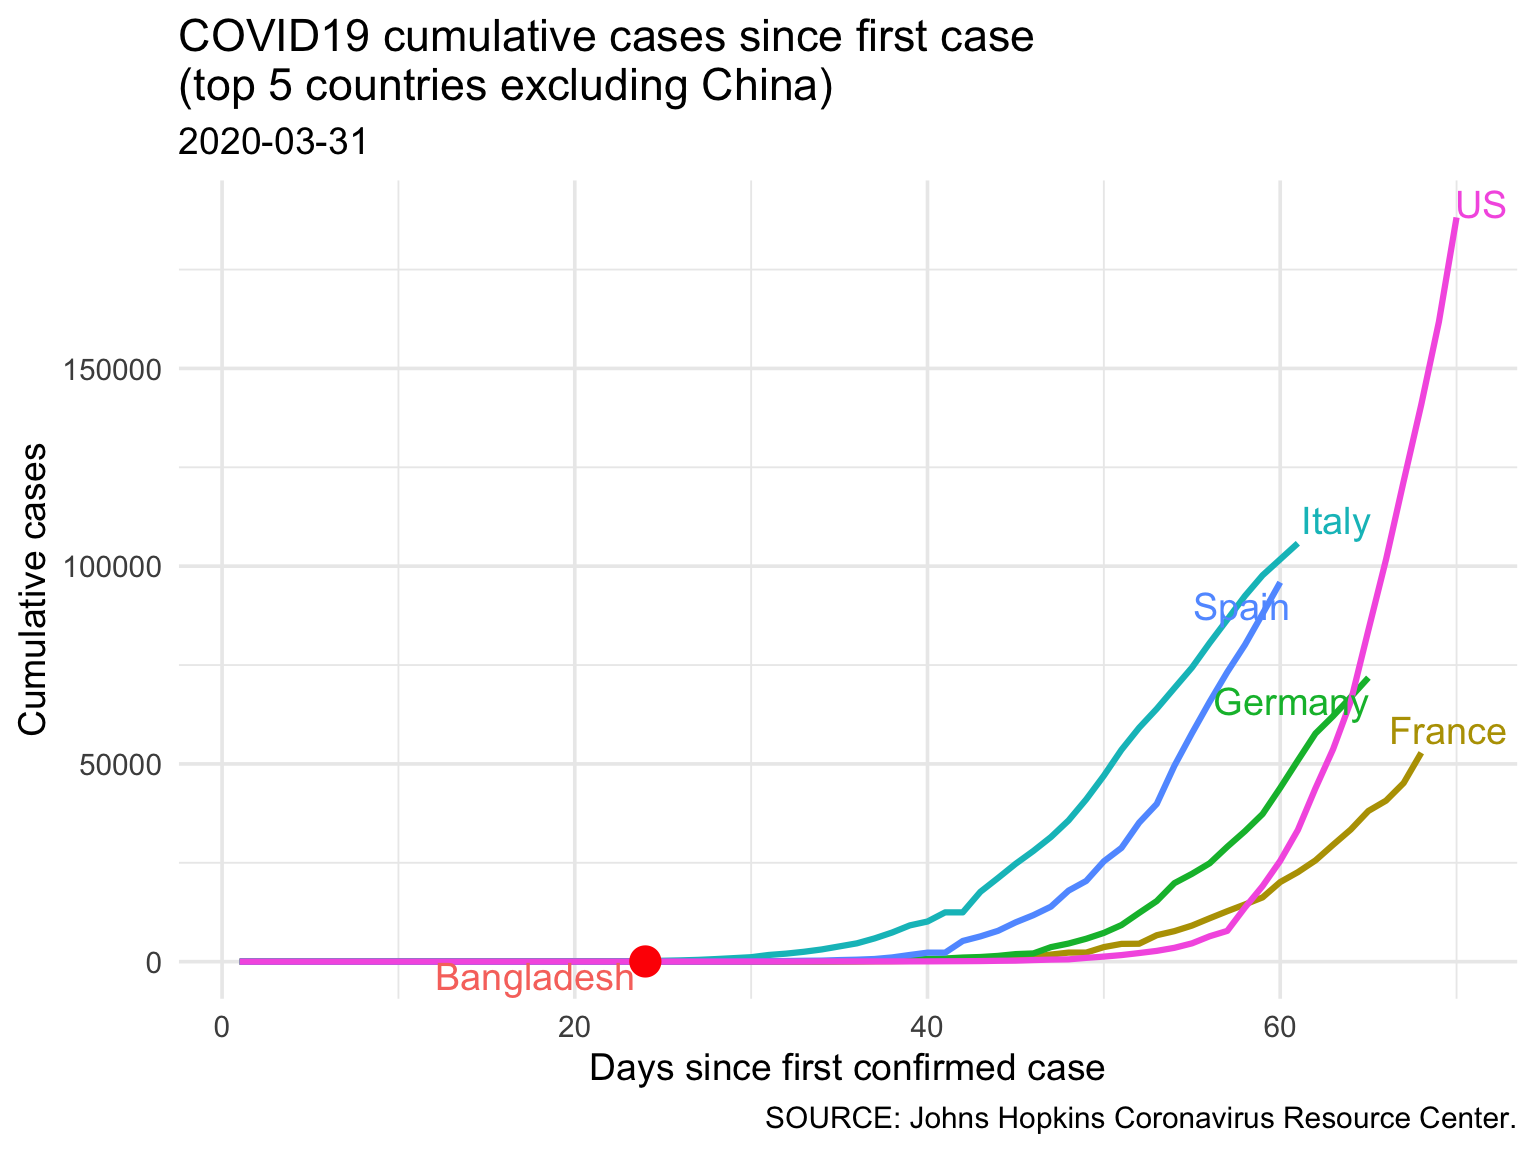 COVID19 cumulative cases since first case
(top 5 countries excluding China)
2020-03-31
US
150000
Italy
100000
Spain
Germany
France
50000
0
Bangladesh
0 20 40 60
Cumulative cases
Days since first confirmed case
SOURCE: Johns Hopkins Coronavirus Resource Center.